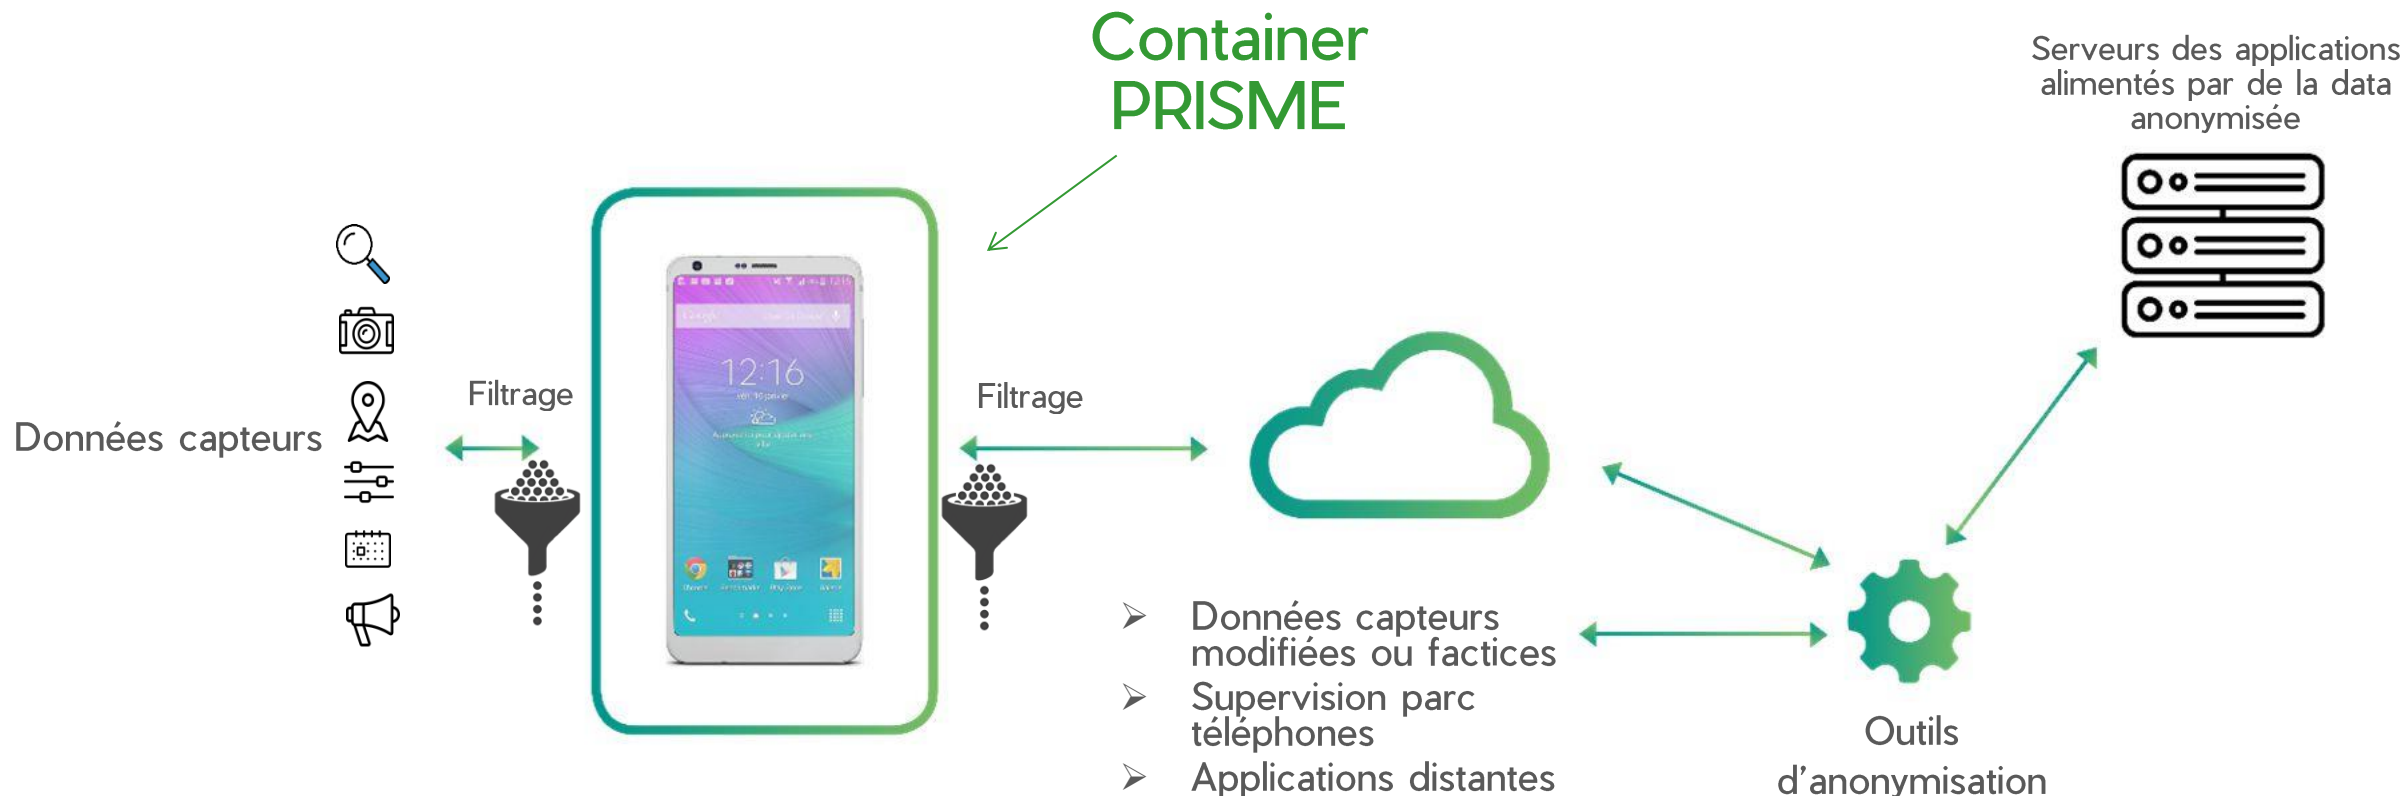 Container
PRISME
Serveurs des applications
alimentés par de la data
anonymisée
Données capteurs
Filtrage
12:16
Filtrage
➢ Données capteurs
modifiées ou factices
➢ Supervision parc
téléphones
➢ Applications distantes
Outils
d’anonymisation